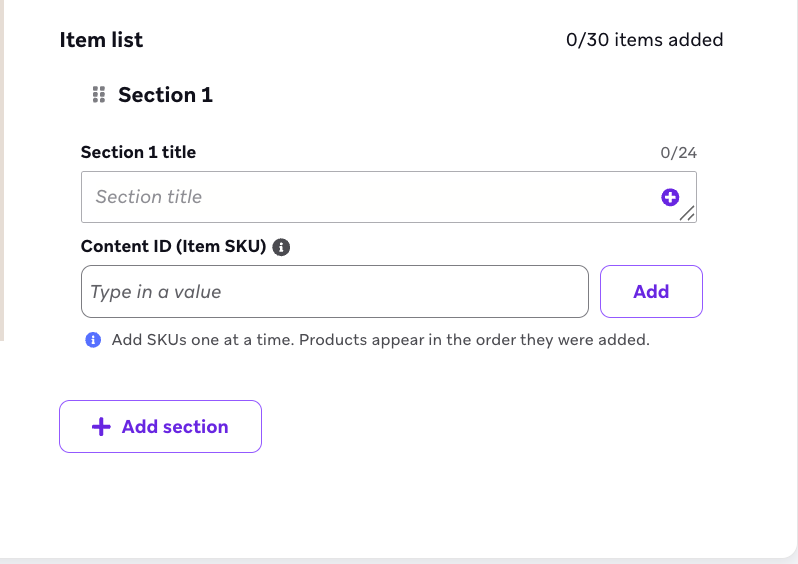 Item list
0/30 items added
Section 1
Section 1 title
0/24
Section title
Content ID (Item SKU)
Type in a value
Add
Add SKUs one at a time. Products appear in the order they were added.
Add section